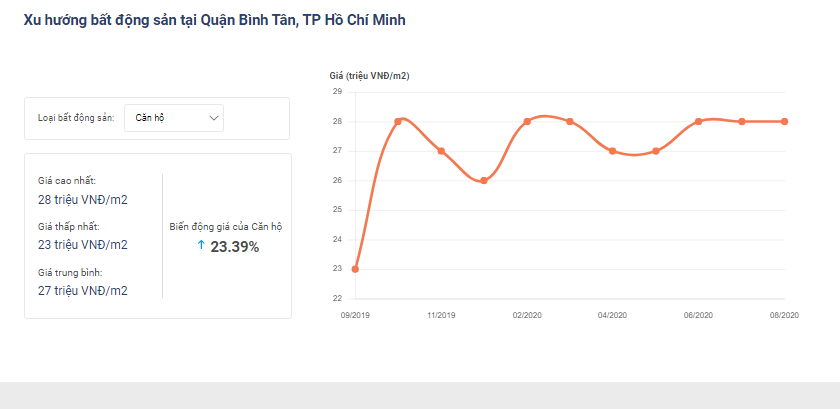 Xu hướng bất động sản tại Quận Bình Tân, TP Hồ Chí Minh
Loại bất động sản:
Căn hộ
Giá cao nhất:
28 triệu VNĐ/m2
Giá thấp nhất:
23 triệu VNĐ/m2
Giá trung bình:
27 triệu VNĐ/m2
Biến động giá của Căn hộ
↑ 23.39%
Giá (triệu VNĐ/m2)
29
28
27
26
25
24
23
22
09/2019
11/2019
02/2020
04/2020
06/2020
08/2020